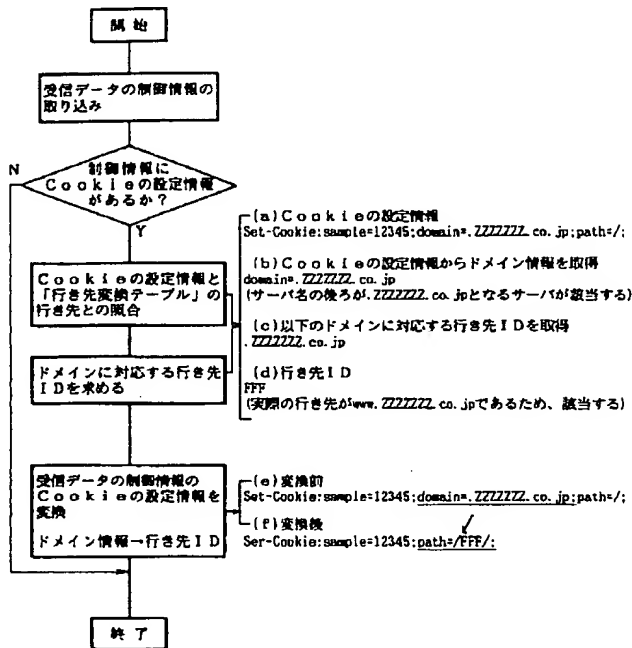 開始
受信データの制御情報の
取り込み
制御情報に
Cookieの設定情報
があるか？
N
Y
Cookieの設定情報と
「行き先変換テーブル」の
行き先との照合
ドメインに対応する行き先
IDを求める
(a)Cookieの設定情報
Set-Cookie:sample=12345;domain=.ZZZZZZZ.co.jp;path=/;
(b)Cookieの設定情報からドメイン情報を取得
domain=.ZZZZZZZ.co.jp
(サーバ名の後ろが.ZZZZZZZ.co.jpとなるサーバが該当する)
(c)以下のドメインに対応する行き先IDを取得
.ZZZZZZZ.co.jp
(d)行き先ID
FFF
(実際の行き先がwww.ZZZZZZZ.co.jpであるため、該当する)
受信データの制御情報の
Cookieの設定情報を
変換
ドメイン情報→行き先ID
(e)変換前
Set-Cookie:sample=12345;domain=.ZZZZZZZ.co.jp;path=/;
(f)変換後
Ser-Cookie:sample=12345;path=/FFF/;
終了